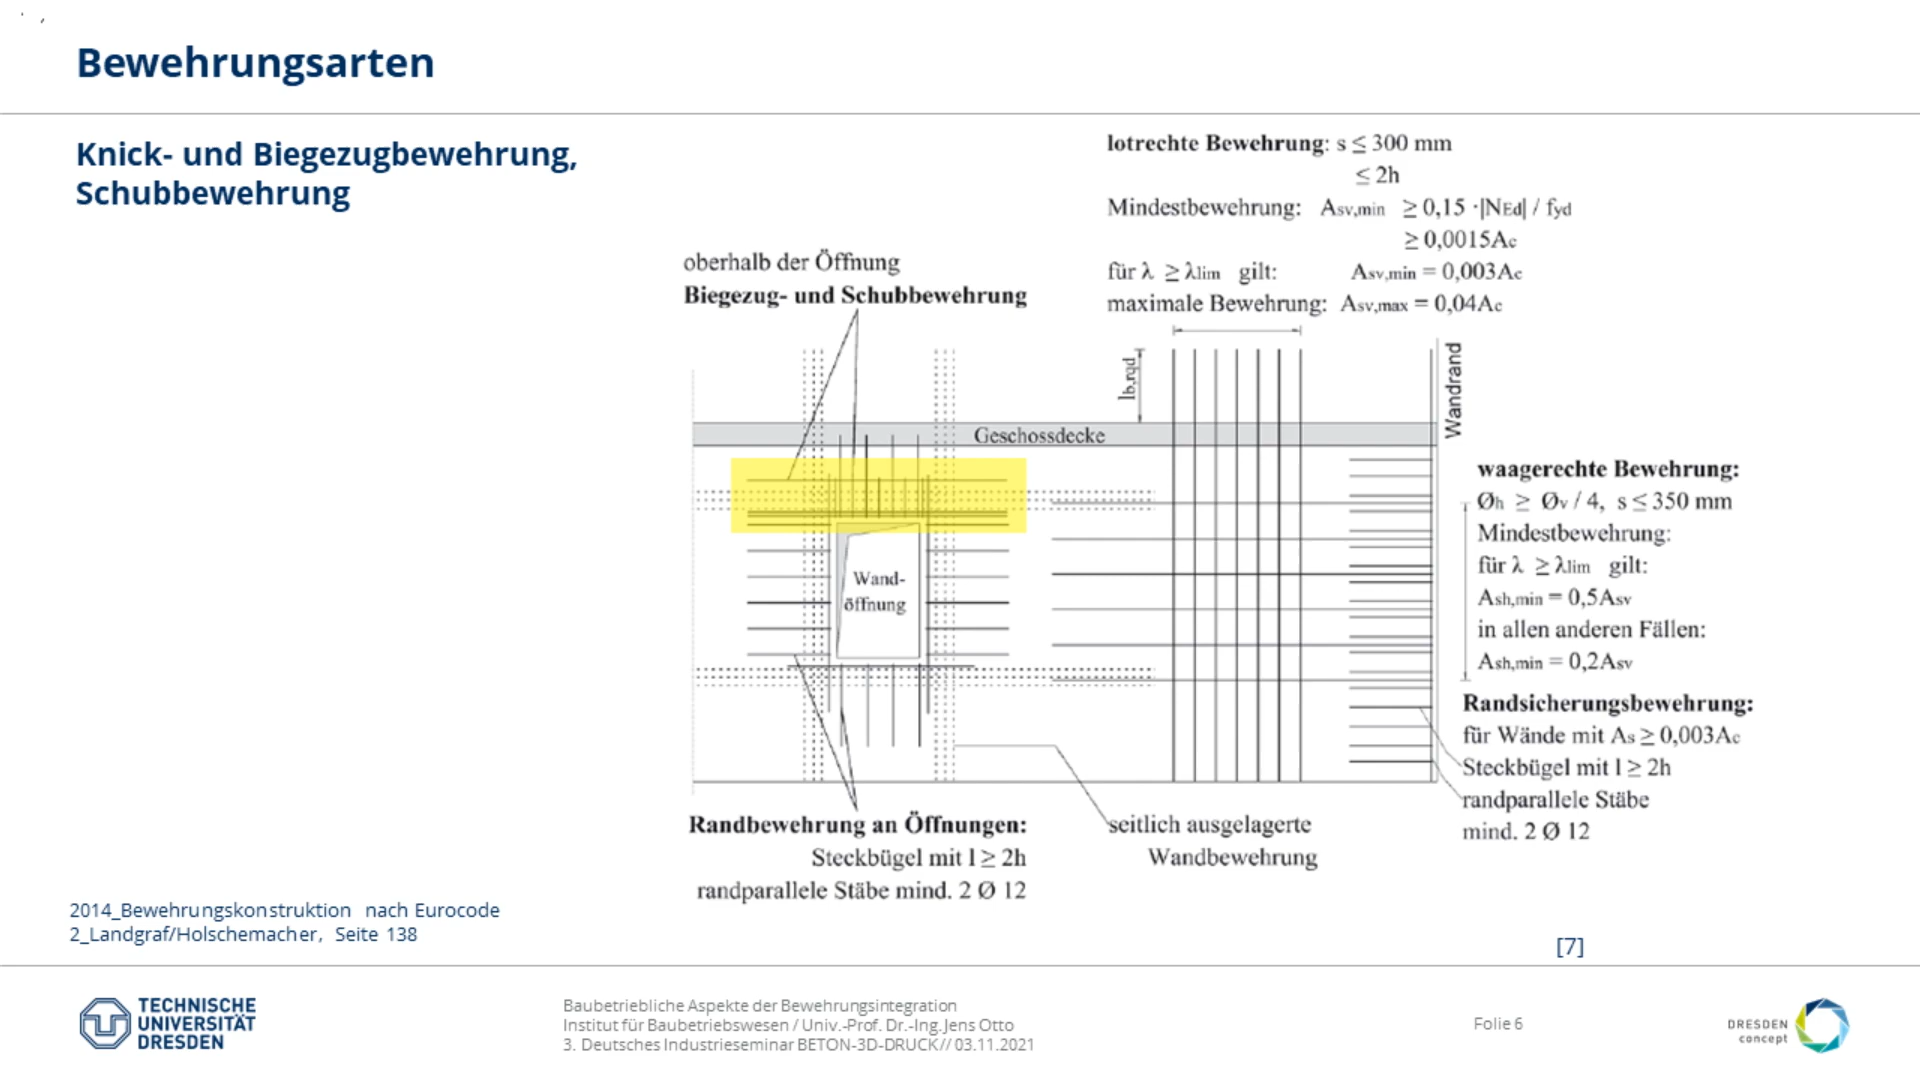 Bewehrungsarten
Knick- und Biegezugbewehrung,
Schubbewehrung
lotrechte Bewehrung: s ≤ 300 mm
≤ 2h
Mindestbewehrung: Asv,min ≥ 0,15 ·|NEd| / fyd
≥ 0,0015Ac
für λ ≥ λlim gilt: Asv,min = 0,003Ac
maximale Bewehrung: Asv,max = 0,04Ac
oberhalb der Öffnung
Biegezug- und Schubbewehrung
lb,rqd
Wandrand
Geschossdecke
Wand-
öffnung
waagerechte Bewehrung:
Øh ≥ Øv / 4, s ≤ 350 mm
Mindestbewehrung:
für λ ≥ λlim gilt:
Ash,min = 0,5Asv
in allen anderen Fällen:
Ash,min = 0,2Asv
Randsicherungsbewehrung:
für Wände mit As ≥ 0,003Ac
Steckbügel mit l ≥ 2h
randparallele Stäbe
mind. 2 Ø 12
Randbewehrung an Öffnungen:
Steckbügel mit l ≥ 2h
randparallele Stäbe mind. 2 Ø 12
seitlich ausgelagerte
Wandbewehrung
2014_Bewehrungskonstruktion nach Eurocode
2_Landgraf/Holschemacher, Seite 138
[7]
TECHNISCHE
UNIVERSITÄT
DRESDEN
Baubetriebliche Aspekte der Bewehrungsintegration
Institut für Baubetriebswesen / Univ.-Prof. Dr.-Ing. Jens Otto
3. Deutsches Industrieseminar BETON-3D-DRUCK// 03.11.2021
Folie 6
DRESDEN
concept